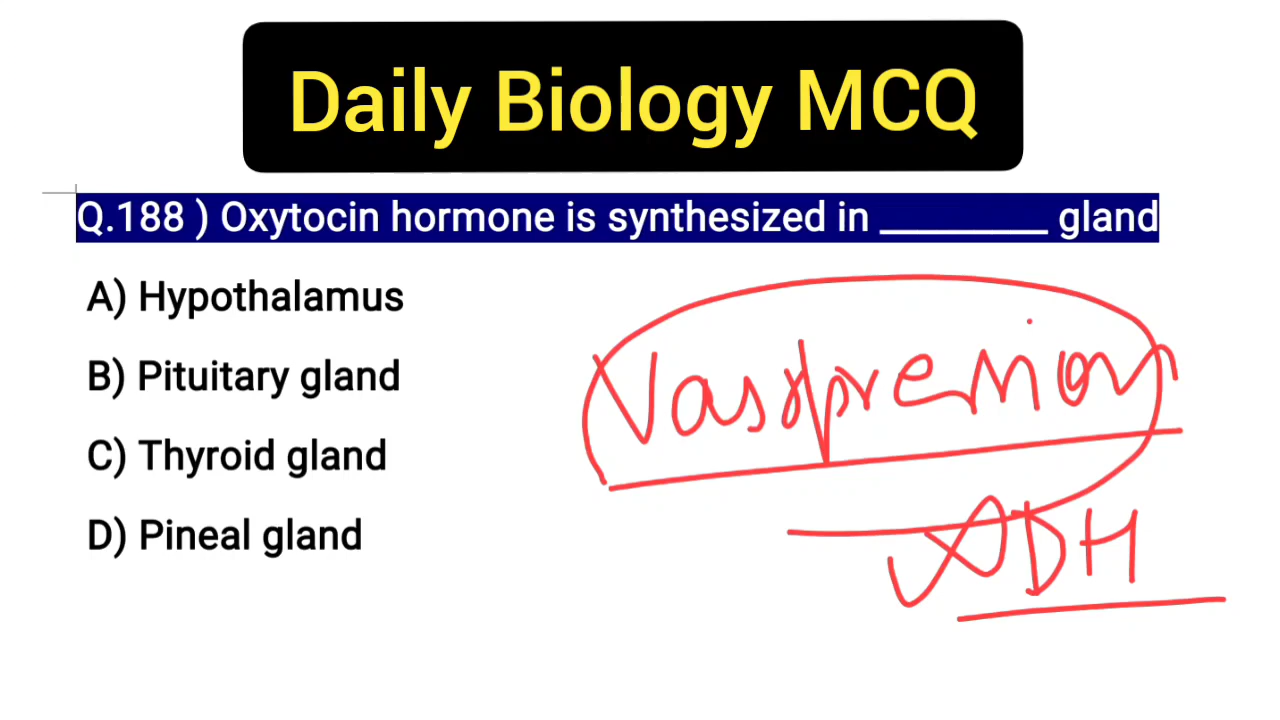 Daily Biology MCQ
Q.188 ) Oxytocin hormone is synthesized in ________ gland
A) Hypothalamus
B) Pituitary gland
C) Thyroid gland
D) Pineal gland
Vasopression
ADH